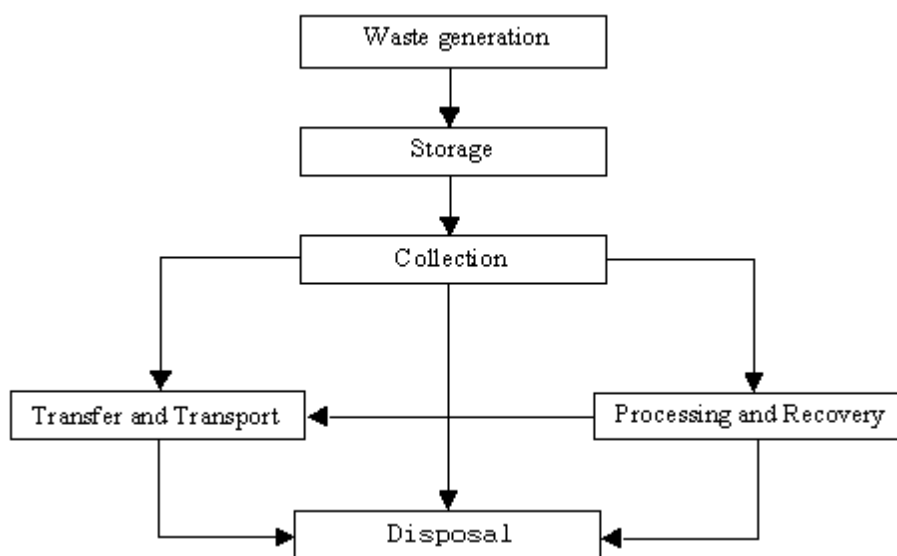 Waste generation
Storage
Collection
Transfer and Transport
Processing and Recovery
Disposal